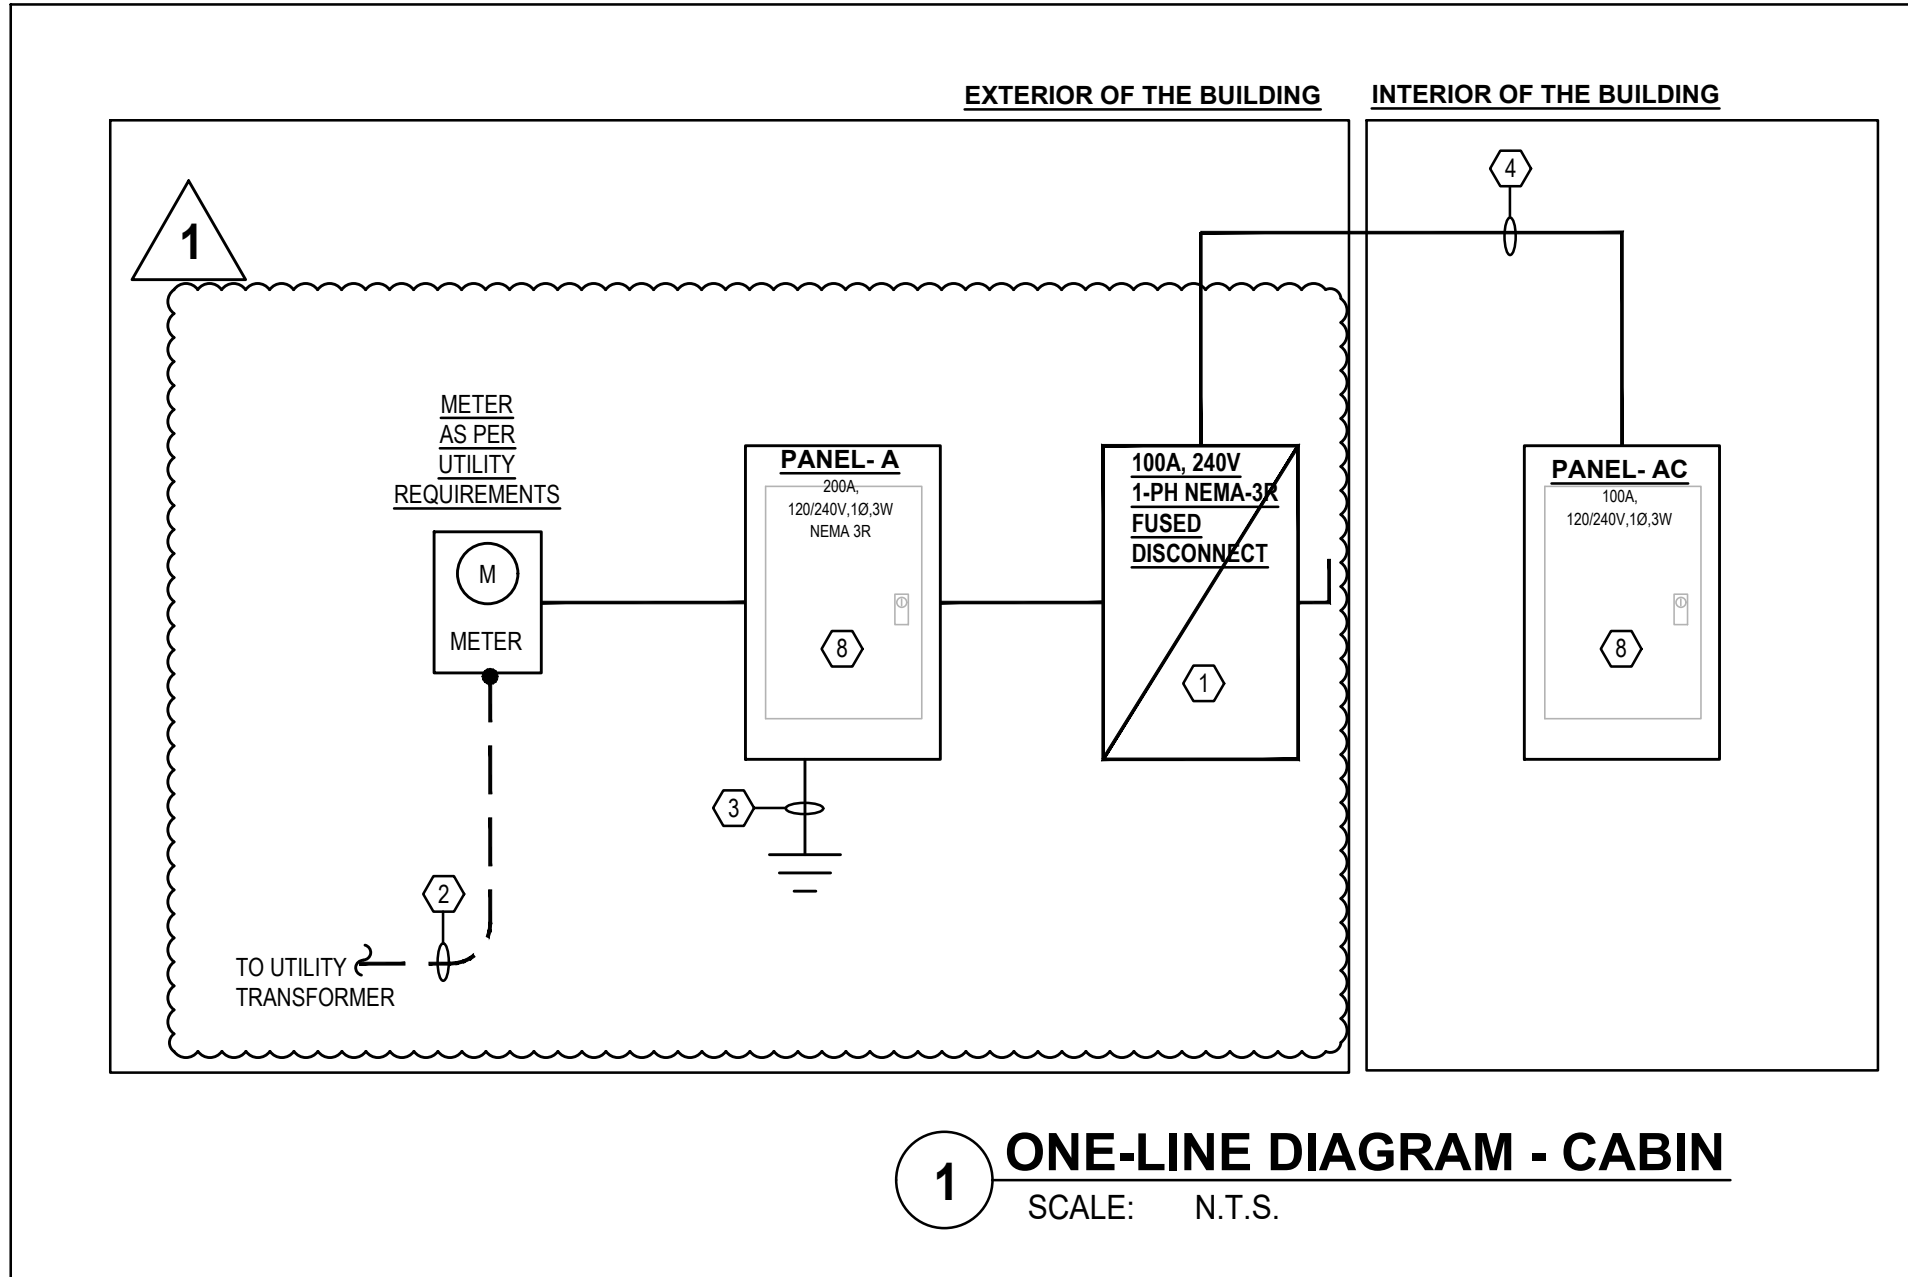 EXTERIOR OF THE BUILDING
INTERIOR OF THE BUILDING
4
1
METER
AS PER
UTILITY
REQUIREMENTS
M
METER
PANEL- A
200A,
120/240V,1Ø,3W
NEMA 3R
8
100A, 240V
1-PH NEMA-3R
FUSED
DISCONNECT
1
PANEL- AC
100A,
120/240V,1Ø,3W
8
3
2
TO UTILITY
TRANSFORMER
1
ONE-LINE DIAGRAM - CABIN
SCALE: N.T.S.